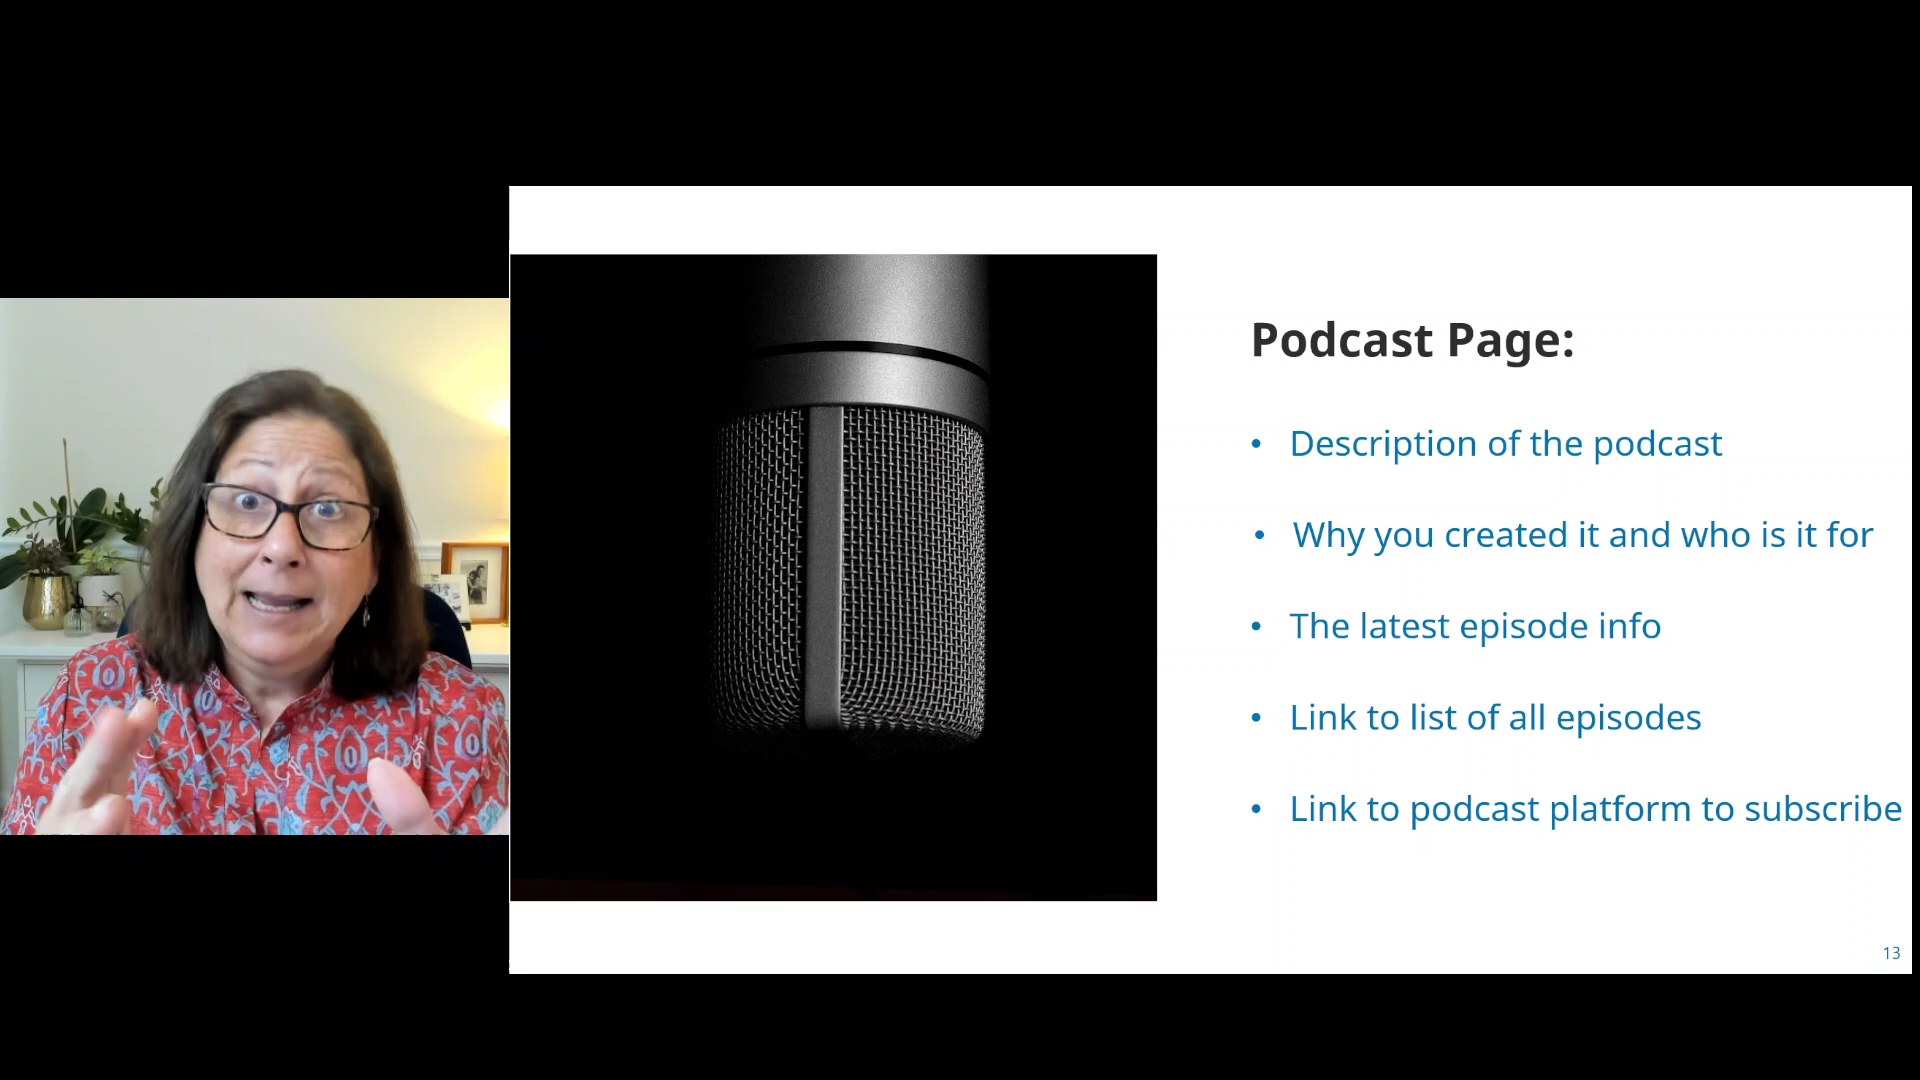 Podcast Page:
• Description of the podcast
• Why you created it and who is it for
• The latest episode info
• Link to list of all episodes
• Link to podcast platform to subscribe
13